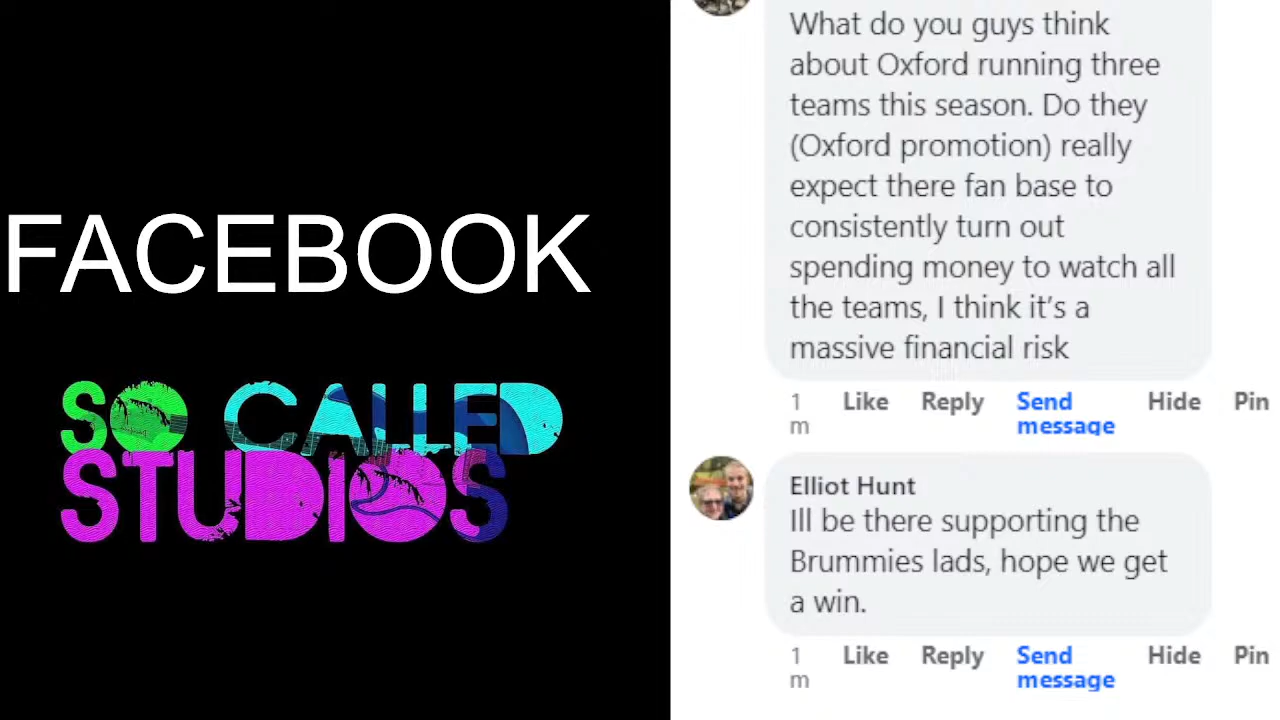 FACEBOOK
SO CALLED
STUDIOS
What do you guys think
about Oxford running three
teams this season. Do they
(Oxford promotion) really
expect there fan base to
consistently turn out
spending money to watch all
the teams, I think it's a
massive financial risk
1 m Like Reply Send message Hide Pin
Elliot Hunt
Ill be there supporting the
Brummies lads, hope we get
a win.
1 m Like Reply Send message Hide Pin